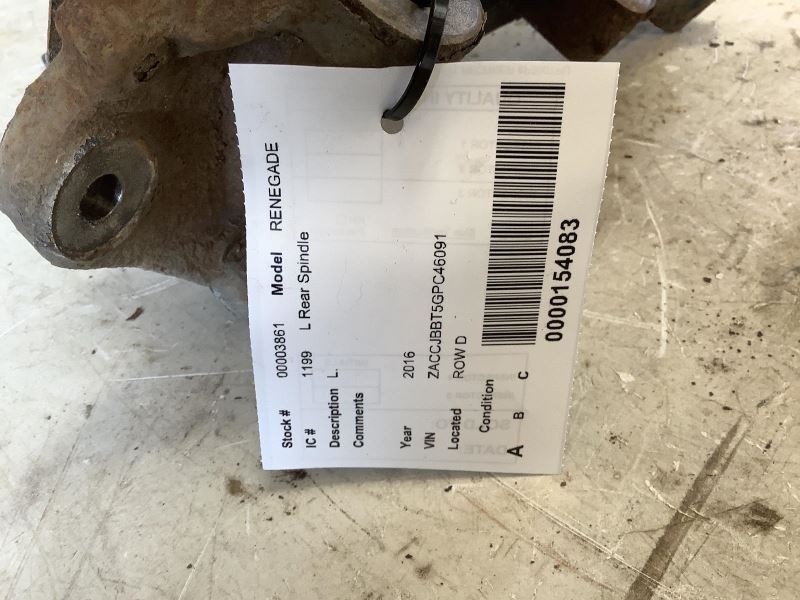 Stock# 00003861 Model RENEGADE
IC # 1199 L Rear Spindle
Description L.
Comments
Year 2016
VIN ZACCJBBT5GPC46091
Located ROW D
Condition
A B C
0000154083